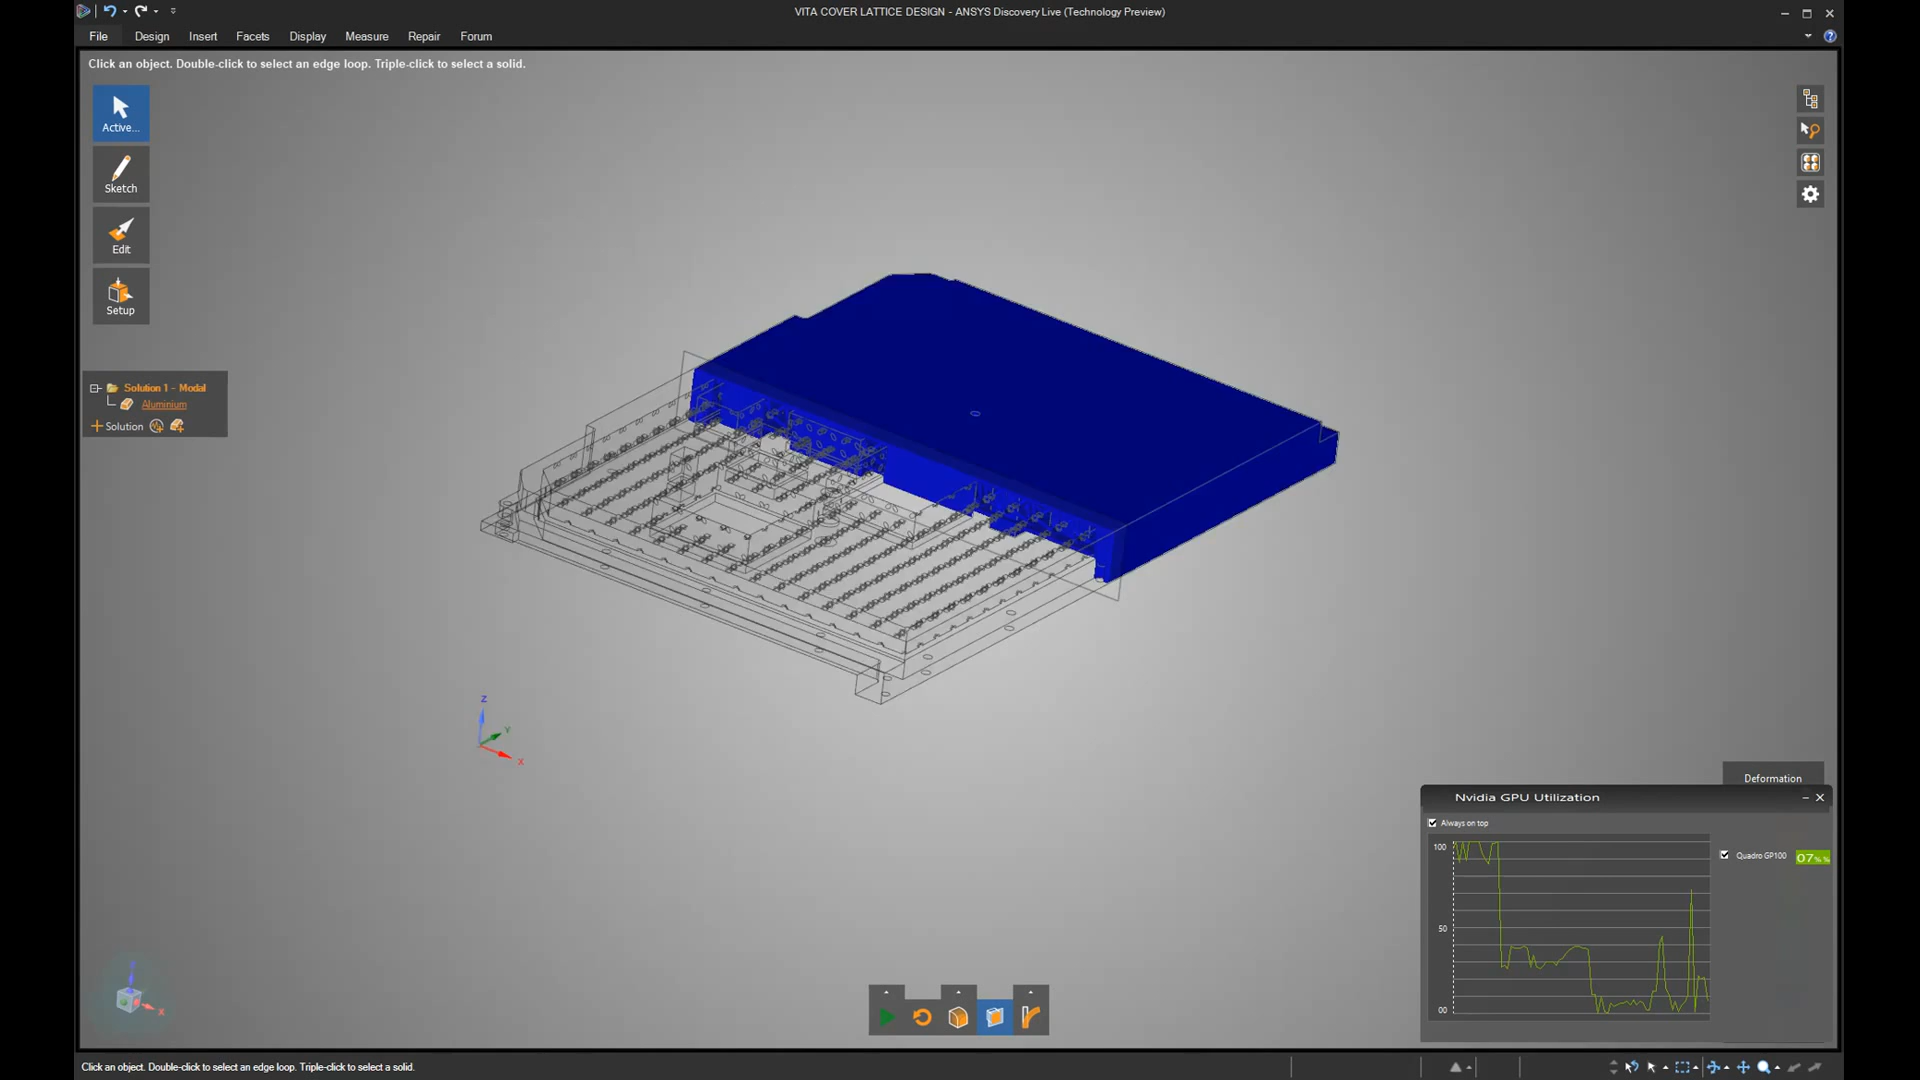 VITA COVER LATTICE DESIGN - ANSYS Discovery Live (Technology Preview)
File Design Insert Facets Display Measure Repair Forum
Click an object. Double-click to select an edge loop. Triple-click to select a solid.
Active...
Sketch
Edit
Setup
Solution 1 - Modal
Aluminium
Solution
Z
Y
X
X
Deformation
Nvidia GPU Utilization
Always on top
100
50
00
Quadro GP100
07%
Click an object. Double-click to select an edge loop. Triple-click to select a solid.